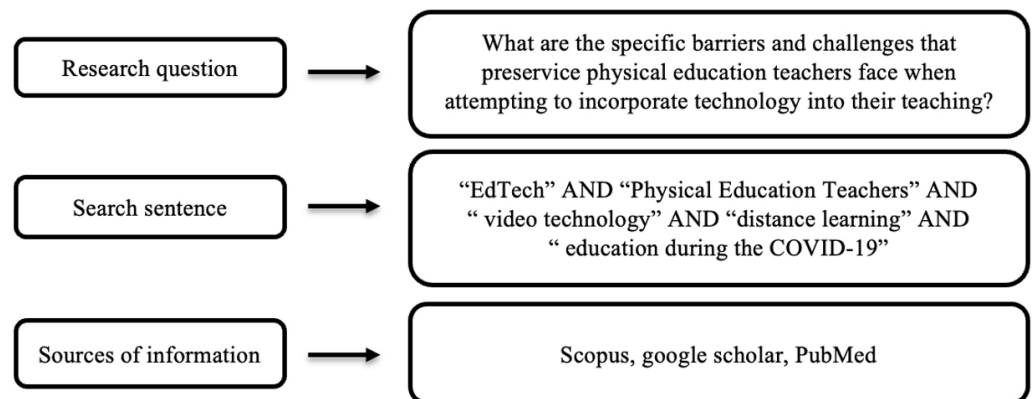 Research question
What are the specific barriers and challenges that
preservice physical education teachers face when
attempting to incorporate technology into their teaching?
Search sentence
“EdTech” AND “Physical Education Teachers” AND
“ video technology” AND “distance learning” AND
“ education during the COVID-19”
Sources of information
Scopus, google scholar, PubMed